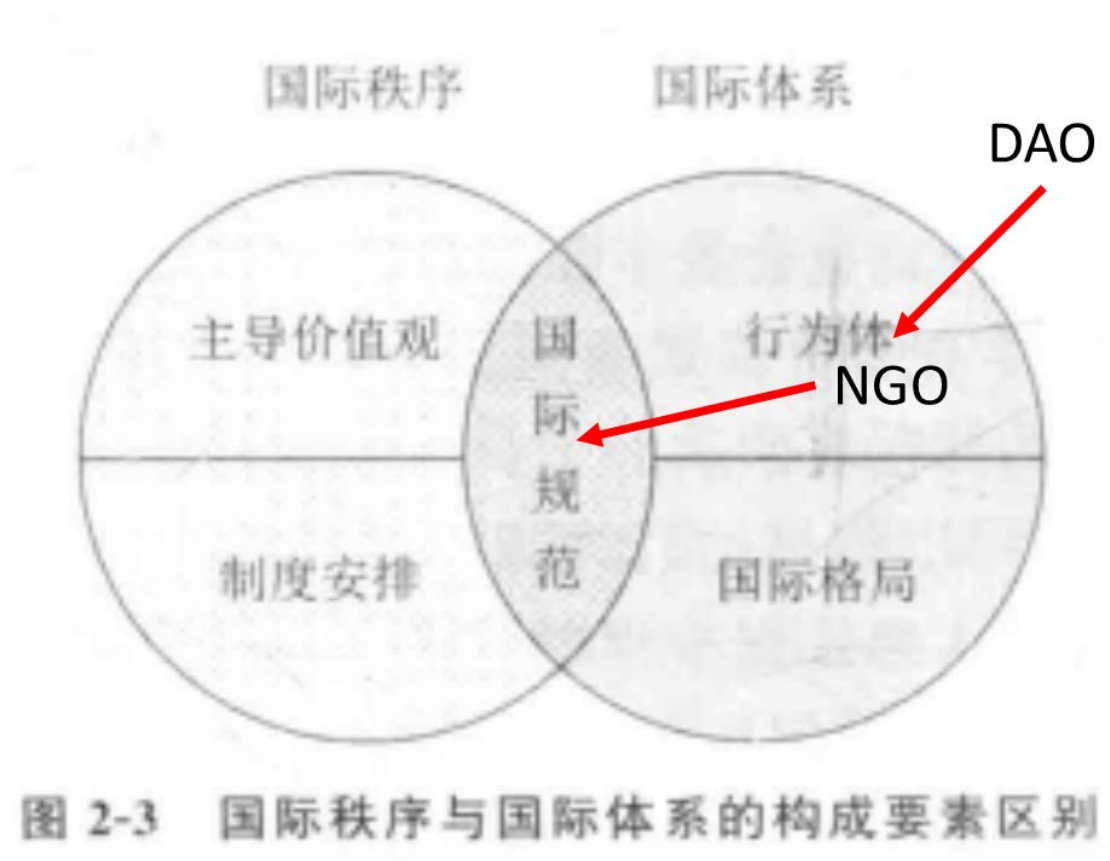 国际秩序
国际体系
DAO
主导价值观
国际规范
行为体
NGO
制度安排
国际格局
图 2-3 国际秩序与国际体系的构成要素区别